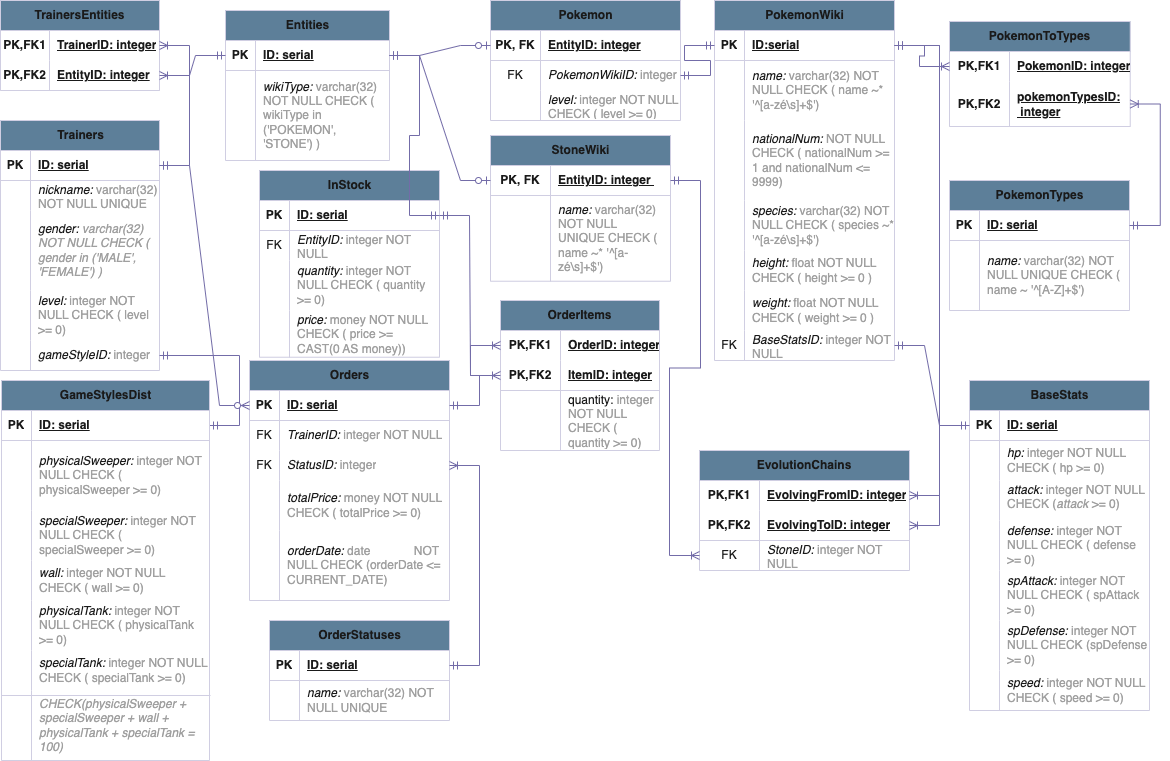 TrainersEntities
PK,FK1 TrainerID: integer
PK,FK2 EntityID: integer
Trainers
PK ID: serial
nickname: varchar(32)
NOT NULL UNIQUE
gender: varchar(32)
NOT NULL CHECK (
gender in ('MALE',
'FEMALE') )
level: integer NOT
NULL CHECK ( level
>= 0)
gameStyleID: integer
GameStylesDist
PK ID: serial
physicalSweeper: integer NOT
NULL CHECK (
physicalSweeper >= 0)
specialSweeper: integer NOT
NULL CHECK (
specialSweeper >= 0)
wall: integer NOT NULL
CHECK ( wall >= 0)
physicalTank: integer NOT
NULL CHECK ( physicalTank
>= 0)
specialTank: integer NOT NULL
CHECK ( specialTank >= 0)
CHECK(physicalSweeper +
specialSweeper + wall +
physicalTank + specialTank =
100)
Entities
PK ID: serial
wikiType: varchar(32)
NOT NULL CHECK (
wikiType in
('POKEMON',
'STONE') )
InStock
PK ID: serial
FK EntityID: integer NOT
NULL
quantity: integer NOT
NULL CHECK ( quantity
>= 0)
price: money NOT NULL
CHECK ( price >=
CAST(0 AS money))
Orders
PK ID: serial
FK TrainerID: integer NOT NULL
FK StatusID: integer
totalPrice: money NOT NULL
CHECK ( totalPrice >= 0)
orderDate: date NOT
NULL CHECK (orderDate <=
CURRENT_DATE)
OrderStatuses
PK ID: serial
name: varchar(32) NOT
NULL UNIQUE
Pokemon
PK, FK EntityID: integer
FK PokemonWikiID: integer
level: integer NOT NULL
CHECK ( level >= 0)
StoneWiki
PK, FK EntityID: integer
name: varchar(32)
NOT NULL
UNIQUE CHECK (
name ~* '^[a-
zé\s]+$')
OrderItems
PK,FK1 OrderID: integer
PK,FK2 ItemID: integer
quantity: integer
NOT NULL
CHECK (
quantity >= 0)
PokemonWiki
PK ID:serial
name: varchar(32) NOT
NULL CHECK ( name ~*
'^[a-zé\s]+$')
nationalNum: NOT NULL
CHECK ( nationalNum >=
1 and nationalNum <=
9999)
species: varchar(32) NOT
NULL CHECK ( species ~*
'^[a-zé\s]+$')
height: float NOT NULL
CHECK ( height >= 0 )
weight: float NOT NULL
CHECK ( weight >= 0 )
FK BaseStatsID: integer NOT
NULL
EvolutionChains
PK,FK1 EvolvingFromID: integer
PK,FK2 EvolvingToID: integer
FK StoneID: integer NOT
NULL
PokemonToTypes
PK,FK1 PokemonID: integer
PK,FK2 pokemonTypesID:
integer
PokemonTypes
PK ID: serial
name: varchar(32) NOT
NULL UNIQUE CHECK (
name ~ '^[A-Z]+$')
BaseStats
PK ID: serial
hp: integer NOT NULL
CHECK ( hp >= 0)
attack: integer NOT NULL
CHECK (attack >= 0)
defense: integer NOT
NULL CHECK ( defense
>= 0)
spAttack: integer NOT
NULL CHECK ( spAttack
>= 0)
spDefense: integer NOT
NULL CHECK (spDefense
>= 0)
speed: integer NOT NULL
CHECK ( speed >= 0)